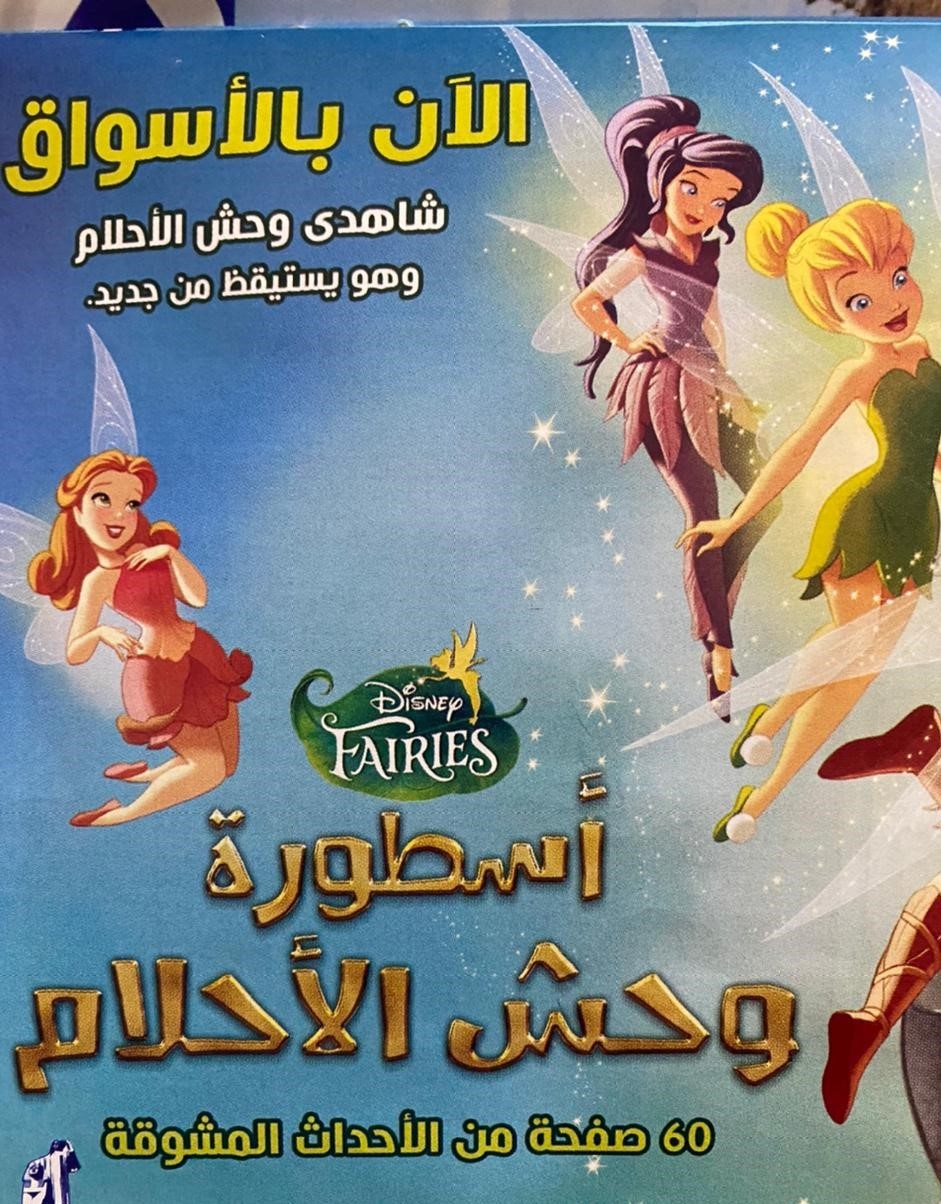 الآن بالأسواق
شاهدى وحش الأحلام
وهو يستيقظ من جديد.
DISNEY
FAIRIES
أسطورة
وحش الأحلام
60 صفحة من الأحداث المشوقة